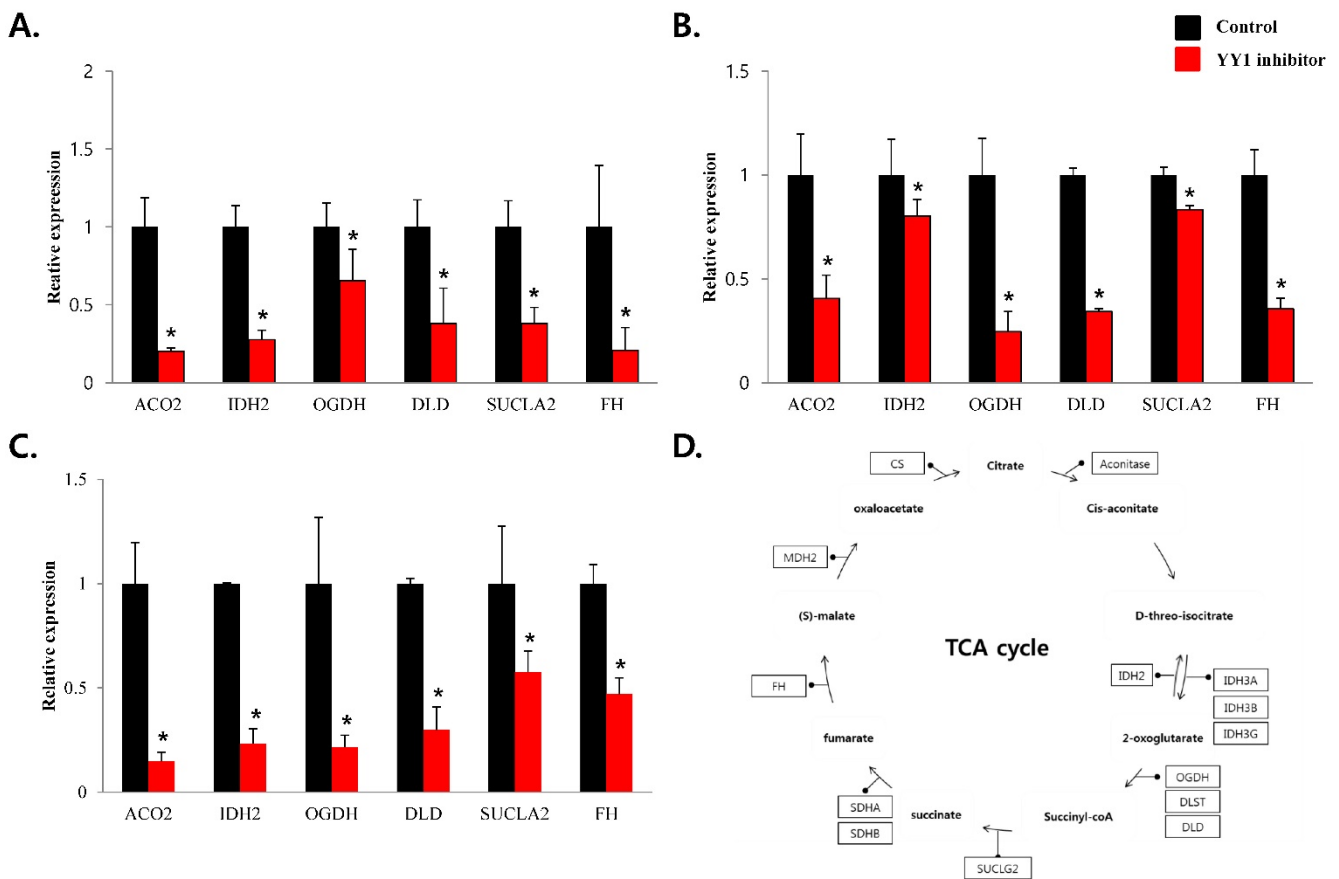 A.
Reative expreession
2
1.5
1
0.5
0
ACO2 IDH2 OGDH DLD SUCLA2 FH
B.
Control
YY1 inhibitor
Relative expression
1.5
1
0.5
0
ACO2 IDH2 OGDH DLD SUCLA2 FH
* * * * * *
* * * * * *
C.
Relative expression
1.5
1
0.5
0
ACO2 IDH2 OGDH DLD SUCLA2 FH
* * * * * *
D.
TCA cycle
CS
Citrate
Aconitase
oxaloacetate
Cis-aconitate
MDH2
(S)-malate
D-threo-isocitrate
IDH2
IDH3A
IDH3B
IDH3G
FH
fumarate
2-oxoglutarate
OGDH
DLST
DLD
SDHA
SDHB
succinate
Succinyl-coA
SUCLG2